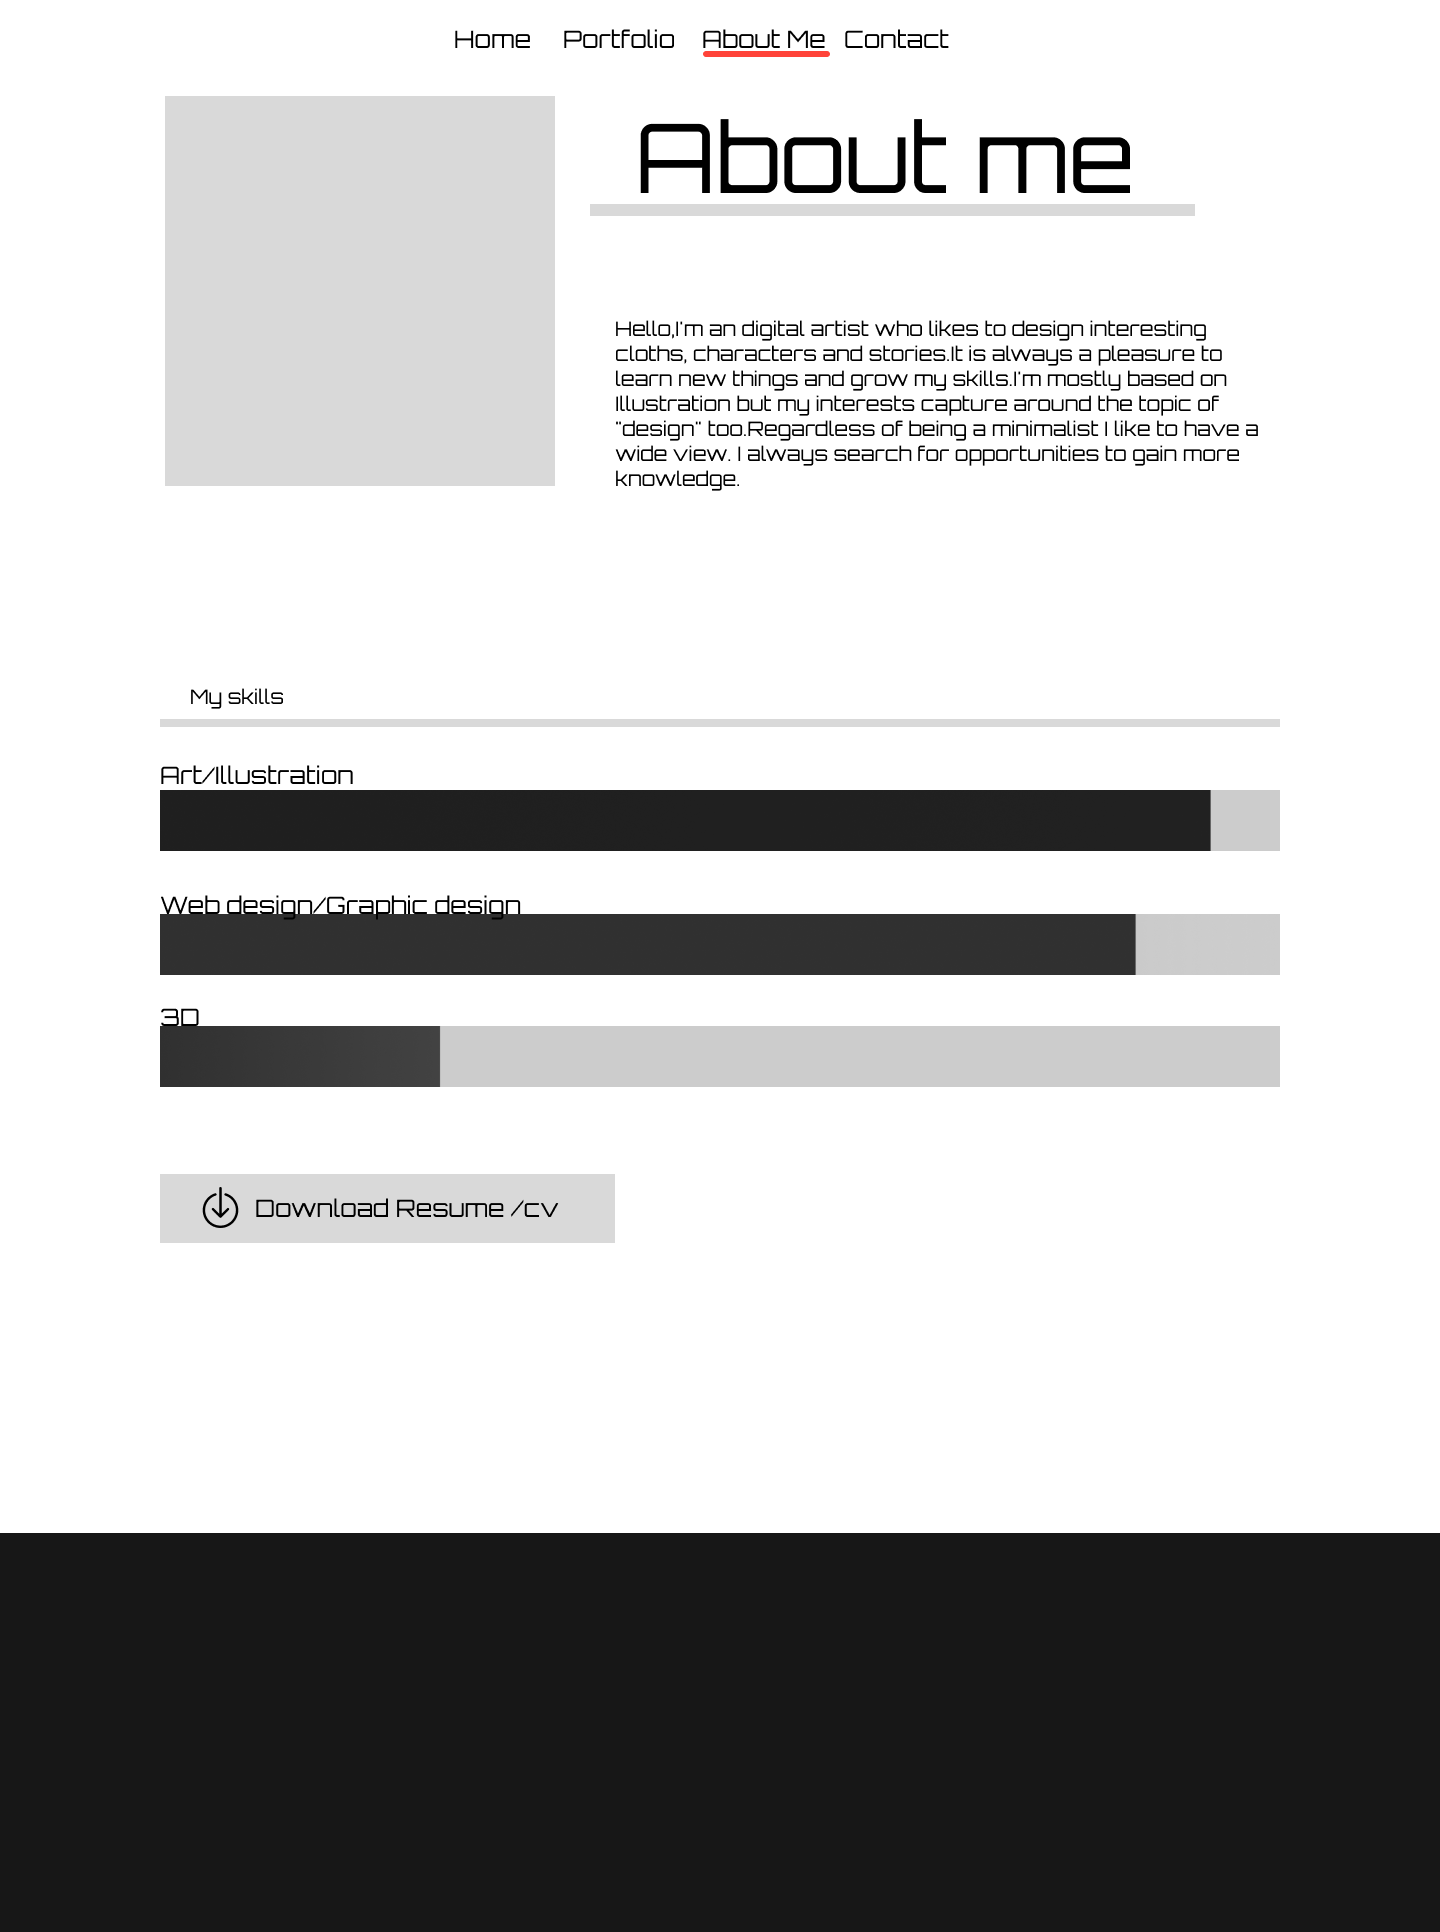 Home Portfolio About Me Contact
About me
Hello,I'm an digital artist who likes to design interesting
cloths, characters and stories.It is always a pleasure to
learn new things and grow my skills.I'm mostly based on
Illustration but my interests capture around the topic of
"design" too.Regardless of being a minimalist I like to have a
wide view. I always search for opportunities to gain more
knowledge.
My skills
Art/Illustration
Web design/Graphic design
3D
Download Resume /cv